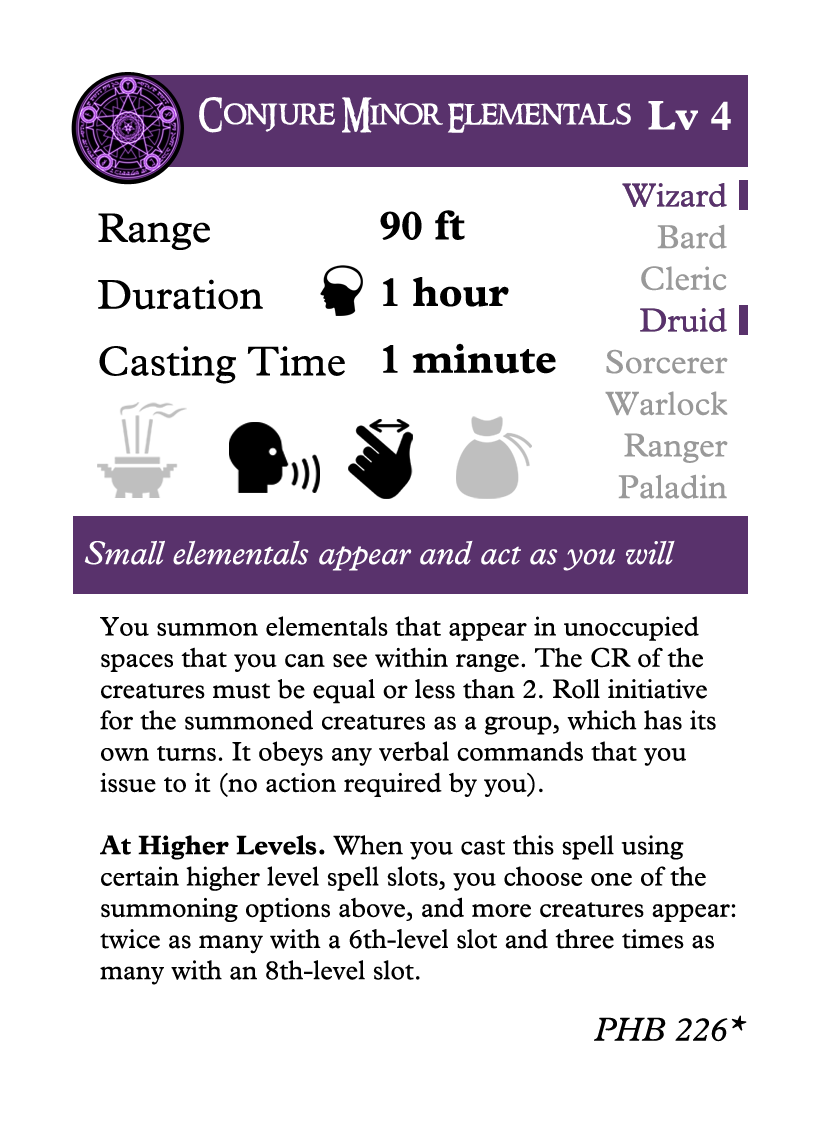 Conjure Minor Elementals Lv 4
Range 90 ft
Duration 1 hour
Casting Time 1 minute
Wizard
Bard
Cleric
Druid
Sorcerer
Warlock
Ranger
Paladin
Small elementals appear and act as you will
You summon elementals that appear in unoccupied
spaces that you can see within range. The CR of the
creatures must be equal or less than 2. Roll initiative
for the summoned creatures as a group, which has its
own turns. It obeys any verbal commands that you
issue to it (no action required by you).
At Higher Levels. When you cast this spell using
certain higher level spell slots, you choose one of the
summoning options above, and more creatures appear:
twice as many with a 6th-level slot and three times as
many with an 8th-level slot.
PHB 226*